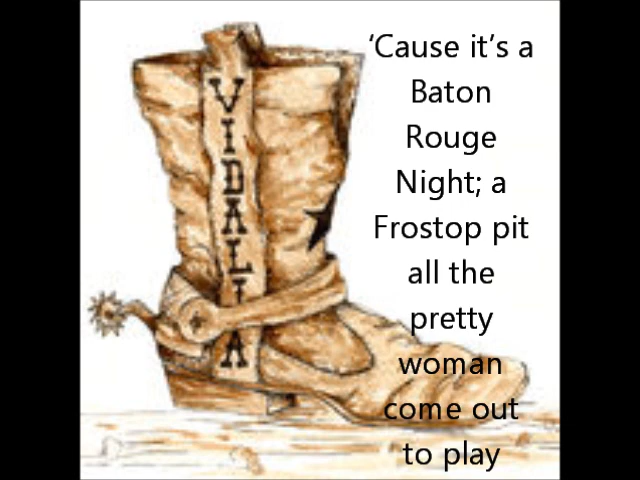 VIDALIA
‘Cause it’s a
Baton
Rouge
Night; a
Frostop pit
all the
pretty
woman
come out
to play